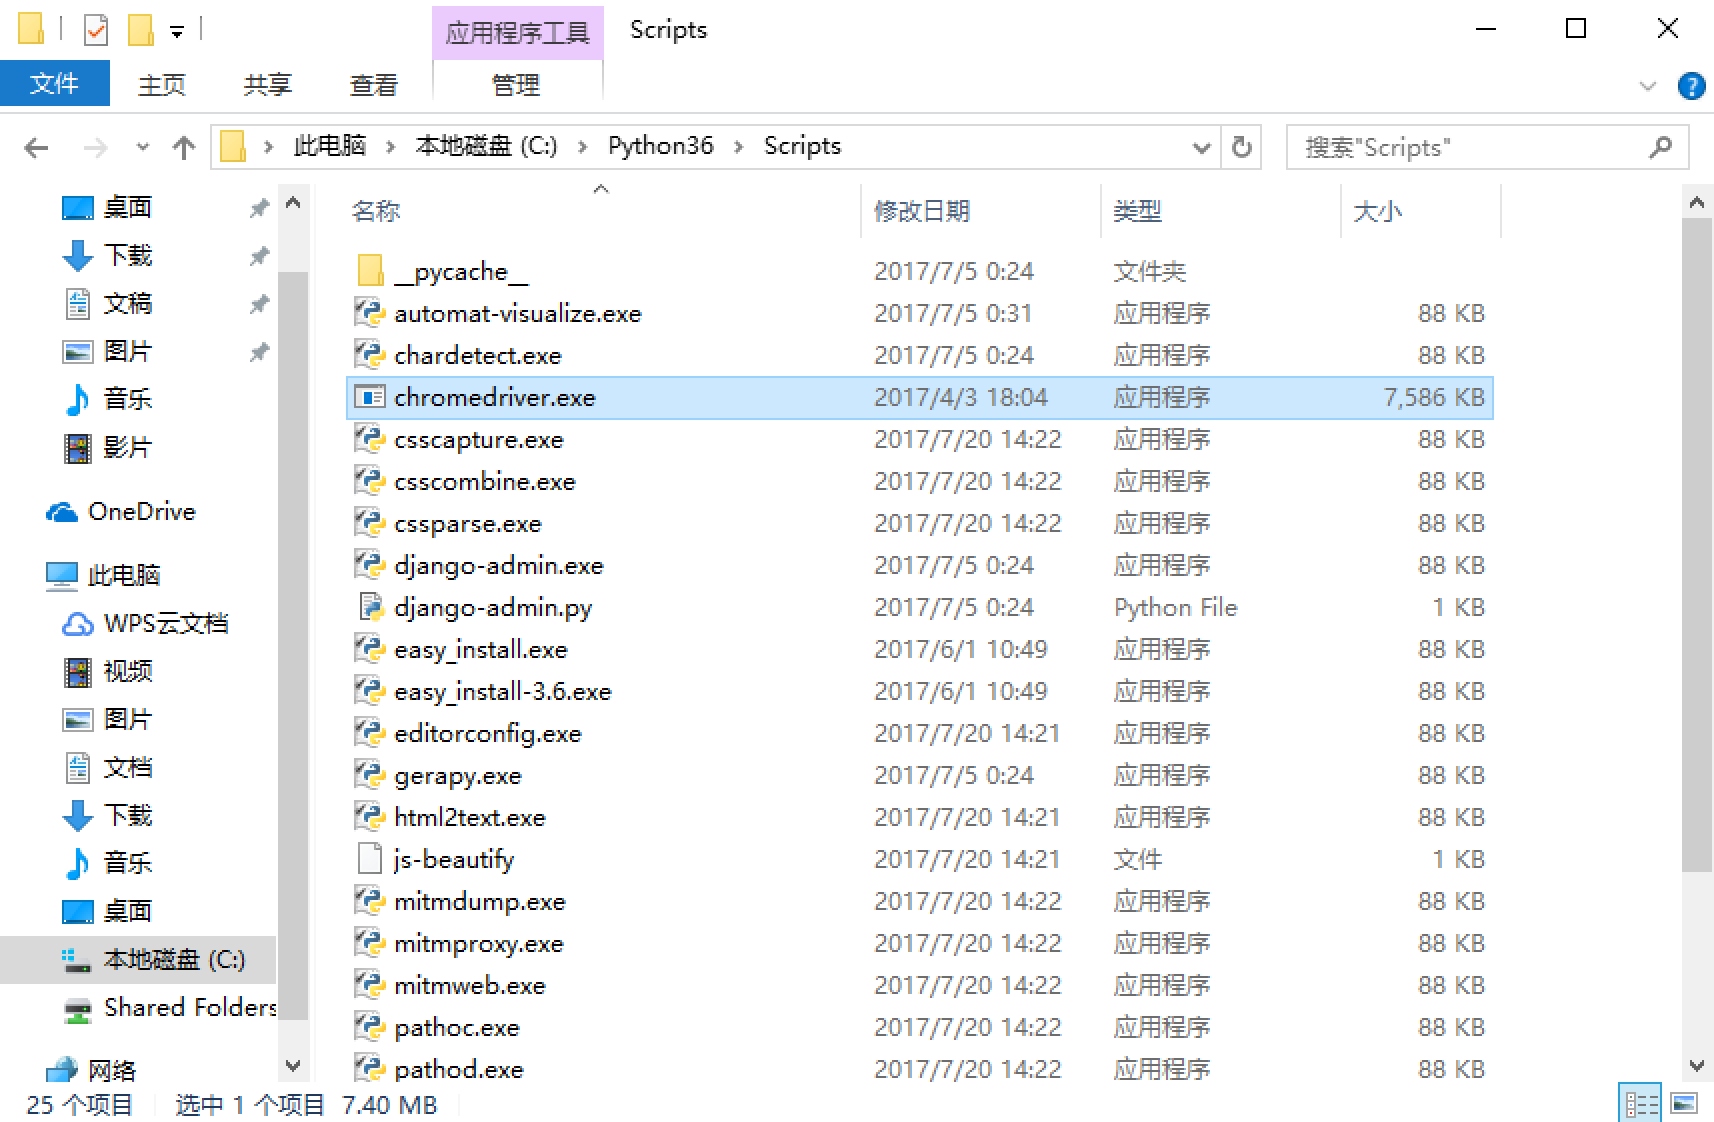 应用程序工具 Scripts
文件 主页 共享 查看 管理
此电脑 本地磁盘 (C:) Python36 Scripts 搜索"Scripts"
桌面
下载
文稿
图片
音乐
影片
OneDrive
此电脑
WPS云文档
视频
图片
文档
下载
音乐
桌面
本地磁盘 (C:)
Shared Folders
网络
名称 修改日期 类型 大小
__pycache__ 2017/7/5 0:24 文件夹
automat-visualize.exe 2017/7/5 0:31 应用程序 88 KB
chardetect.exe 2017/7/5 0:24 应用程序 88 KB
chromedriver.exe 2017/4/3 18:04 应用程序 7,586 KB
csscapture.exe 2017/7/20 14:22 应用程序 88 KB
csscombine.exe 2017/7/20 14:22 应用程序 88 KB
cssparse.exe 2017/7/20 14:22 应用程序 88 KB
django-admin.exe 2017/7/5 0:24 应用程序 88 KB
django-admin.py 2017/7/5 0:24 Python File 1 KB
easy_install.exe 2017/6/1 10:49 应用程序 88 KB
easy_install-3.6.exe 2017/6/1 10:49 应用程序 88 KB
editorconfig.exe 2017/7/20 14:21 应用程序 88 KB
gerapy.exe 2017/7/5 0:24 应用程序 88 KB
html2text.exe 2017/7/20 14:21 应用程序 88 KB
js-beautify 2017/7/20 14:21 文件 1 KB
mitmdump.exe 2017/7/20 14:22 应用程序 88 KB
mitmproxy.exe 2017/7/20 14:22 应用程序 88 KB
mitmweb.exe 2017/7/20 14:22 应用程序 88 KB
pathoc.exe 2017/7/20 14:22 应用程序 88 KB
pathod.exe 2017/7/20 14:22 应用程序 88 KB
25 个项目 选中 1 个项目 7.40 MB